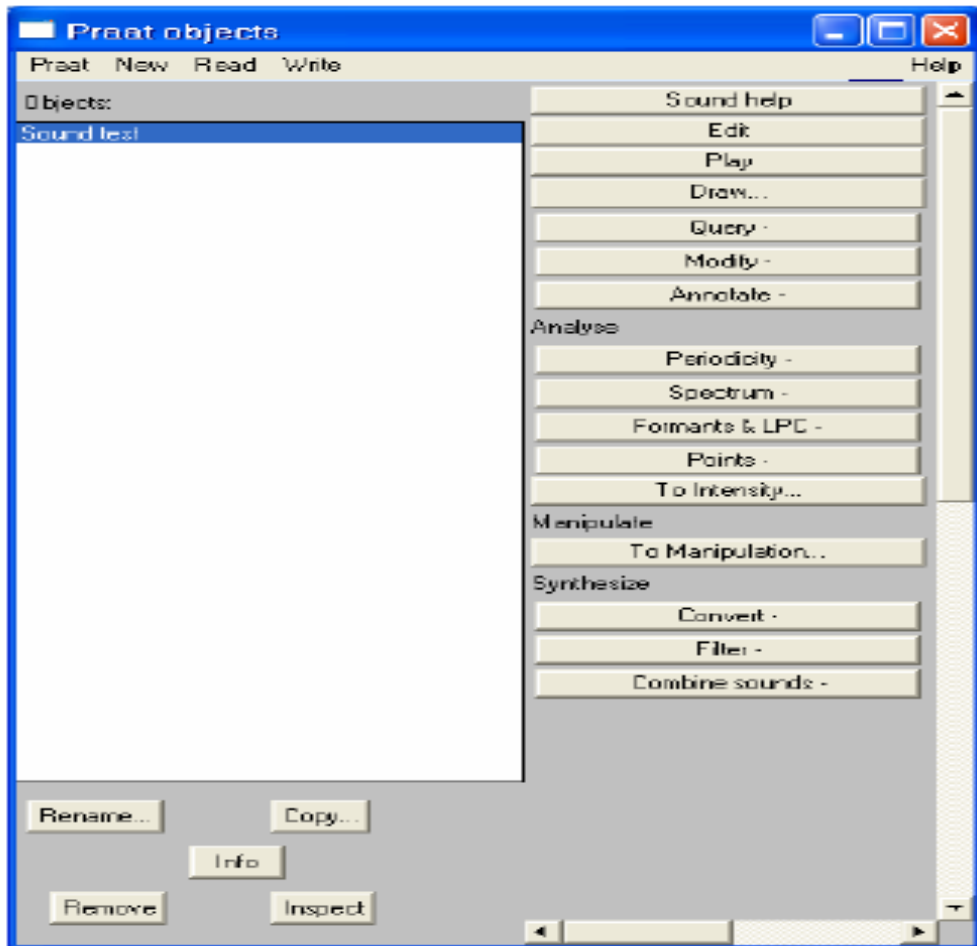 Praat objects
Praat New Read Write Help
Objects:
Sound test
Sound help
Edit
Play
Draw...
Query -
Modify -
Annotate -
Analyse
Periodicity -
Spectrum -
Formants & LPC -
Points -
To Intensity...
Manipulate
To Manipulation...
Synthesize
Convert -
Filter -
Combine sounds -
Rename... Copy...
Info
Remove Inspect